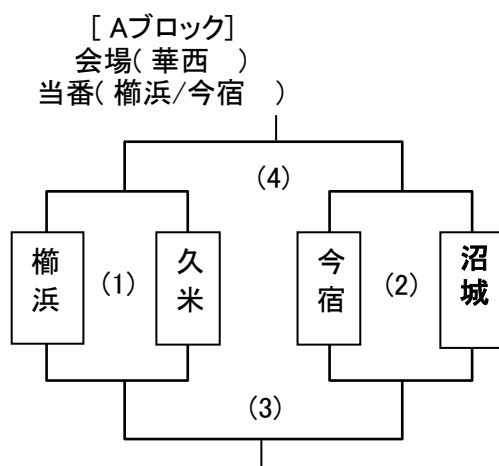 [ Aブロック]
会場( 華西 )
当番( 櫛浜/今宿 )
(4)
櫛浜
(1)
久米
今宿
(2)
沼城
(3)